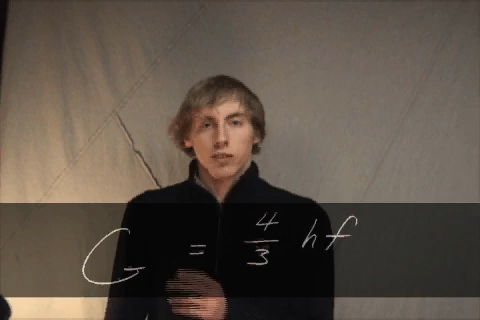 G = 4/3 hf